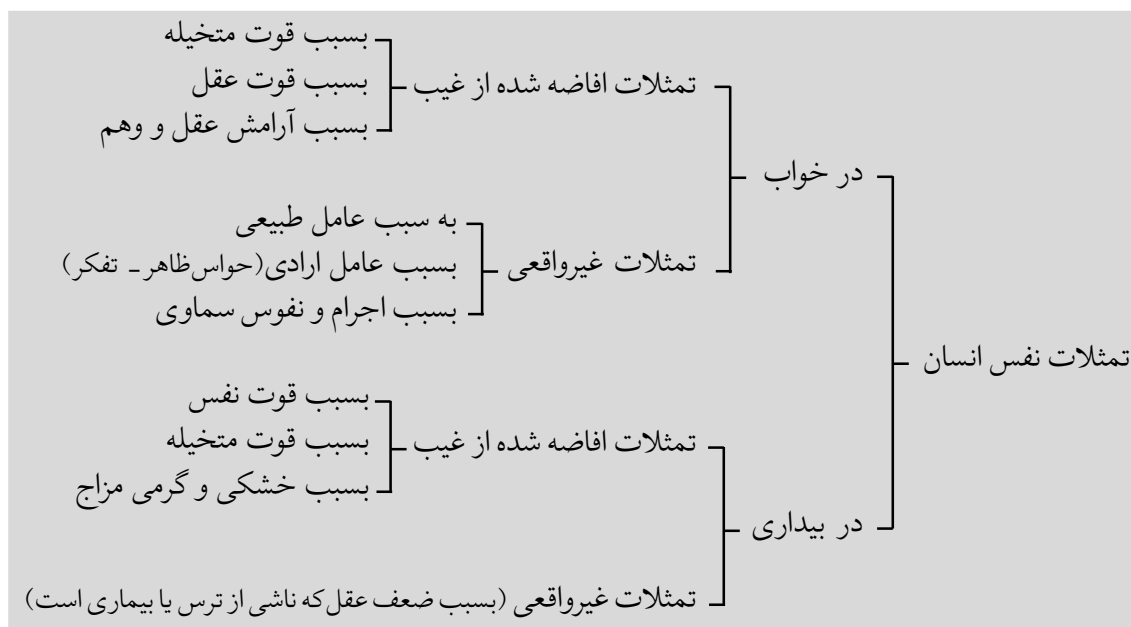 تمثلات نفس انسان
در خواب
تمثلات افاضه شده از غیب
بسبب قوت متخیله
بسبب قوت عقل
بسبب آرامش عقل و وهم
تمثلات غیرواقعی
به سبب عامل طبیعی
بسبب عامل ارادی(حواس ظاهر – تفکر)
بسبب اجرام و نفوس سماوی
در بیداری
تمثلات افاضه شده از غیب
بسبب قوت نفس
بسبب قوت متخیله
بسبب خشکی و گرمی مزاج
تمثلات غیرواقعی (بسبب ضعف عقل که ناشی از ترس یا بیماری است)